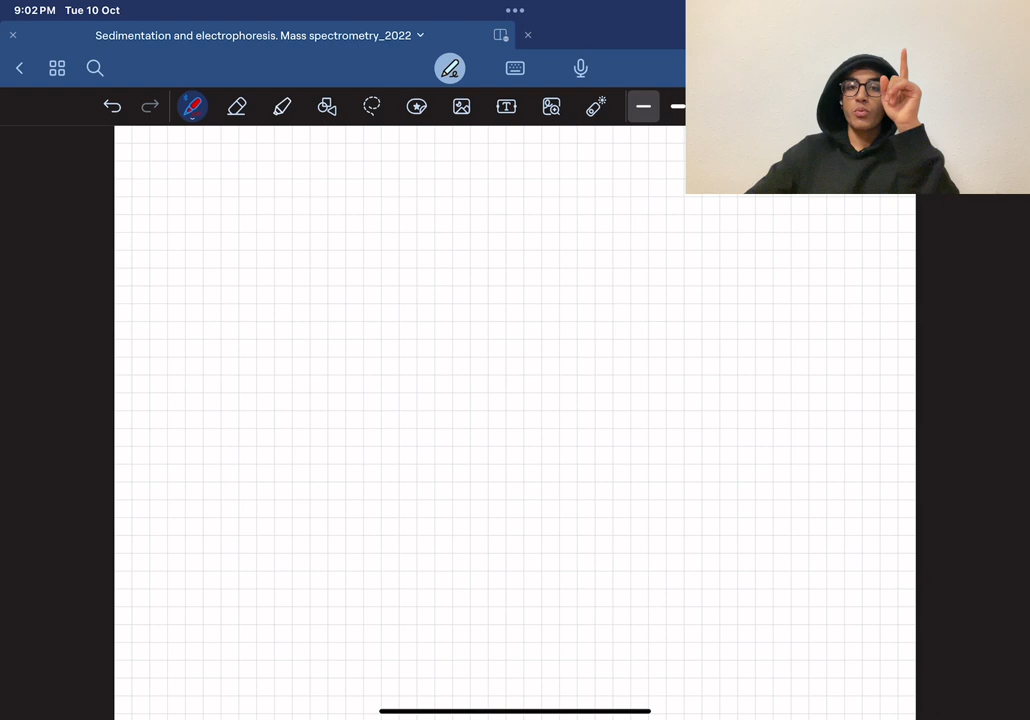 9:02 PM Tue 10 Oct
Sedimentation and electrophoresis. Mass spectrometry_2022
T